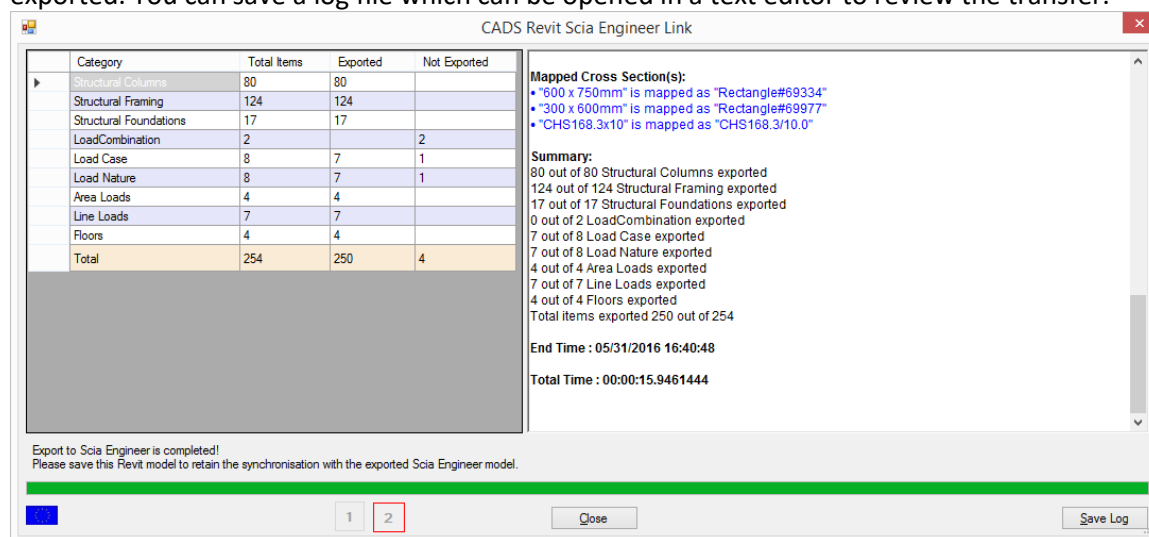 exported. You can save a log file which can be opened in a text editor to review the transfer.
CADS Revit Scia Engineer Link
Category Total Items Exported Not Exported
Structural Columns 80 80
Structural Framing 124 124
Structural Foundations 17 17
LoadCombination 2 2
Load Case 8 7 1
Load Nature 8 7 1
Area Loads 4 4
Line Loads 7 7
Floors 4 4
Total 254 250 4
Mapped Cross Section(s):
• "600 x 750mm" is mapped as "Rectangle#69334"
• "300 x 600mm" is mapped as "Rectangle#69977"
• "CHS168.3x10" is mapped as "CHS168.3/10.0"
Summary:
80 out of 80 Structural Columns exported
124 out of 124 Structural Framing exported
17 out of 17 Structural Foundations exported
0 out of 2 LoadCombination exported
7 out of 8 Load Case exported
7 out of 8 Load Nature exported
4 out of 4 Area Loads exported
7 out of 7 Line Loads exported
4 out of 4 Floors exported
Total items exported 250 out of 254
End Time : 05/31/2016 16:40:48
Total Time : 00:00:15.9461444
Export to Scia Engineer is completed!
Please save this Revit model to retain the synchronisation with the exported Scia Engineer model.
1 2 Close Save Log